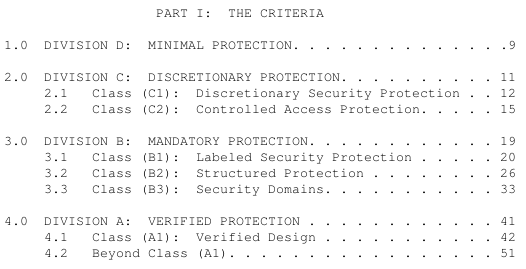 PART I: THE CRITERIA
1.0 DIVISION D: MINIMAL PROTECTION. . . . . . . . . . . . . .9
2.0 DIVISION C: DISCRETIONARY PROTECTION. . . . . . . . . . 11
2.1 Class (C1): Discretionary Security Protection . . 12
2.2 Class (C2): Controlled Access Protection. . . . . 15
3.0 DIVISION B: MANDATORY PROTECTION. . . . . . . . . . . . 19
3.1 Class (B1): Labeled Security Protection . . . . . 20
3.2 Class (B2): Structured Protection . . . . . . . . 26
3.3 Class (B3): Security Domains. . . . . . . . . . . 33
4.0 DIVISION A: VERIFIED PROTECTION . . . . . . . . . . . . 41
4.1 Class (A1): Verified Design . . . . . . . . . . . 42
4.2 Beyond Class (A1). . . . . . . . . . . . . . . . . 51